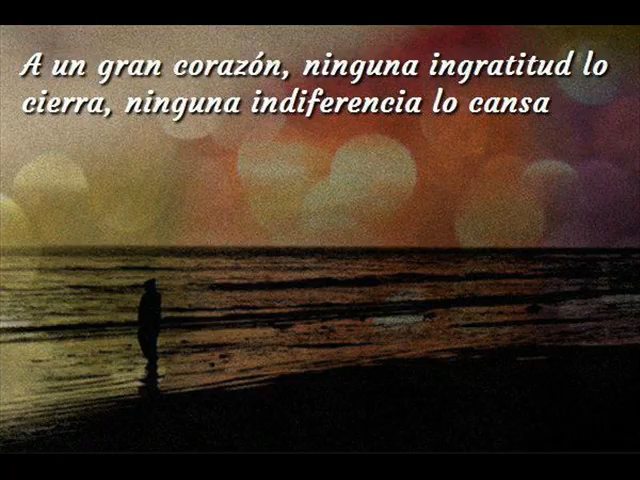 A un gran corazón, ninguna ingratitud lo
cierra, ninguna indiferencia lo cansa